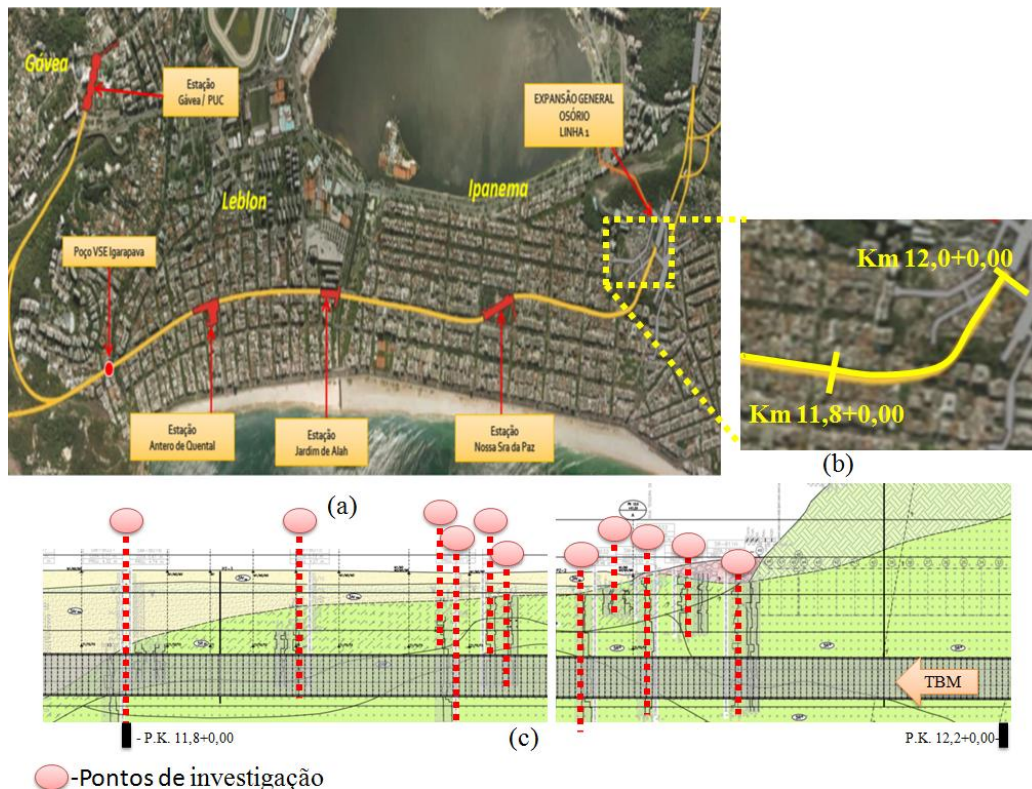 Gávea
Estação
Gávea / PUC
EXPANSÃO GENERAL
OSÓRIO
LINHA 1
Ipanema
Leblon
Poço VSE Igarapava
Estação
Antero de Quental
Estação
Jardim de Alah
Estação
Nossa Sra da Paz
(a)
Km 12,0+0,00
Km 11,8+0,00
(b)
TBM
- P.K. 11,8+0,00
(c)
P.K. 12,2+0,00-
-Pontos de investigação